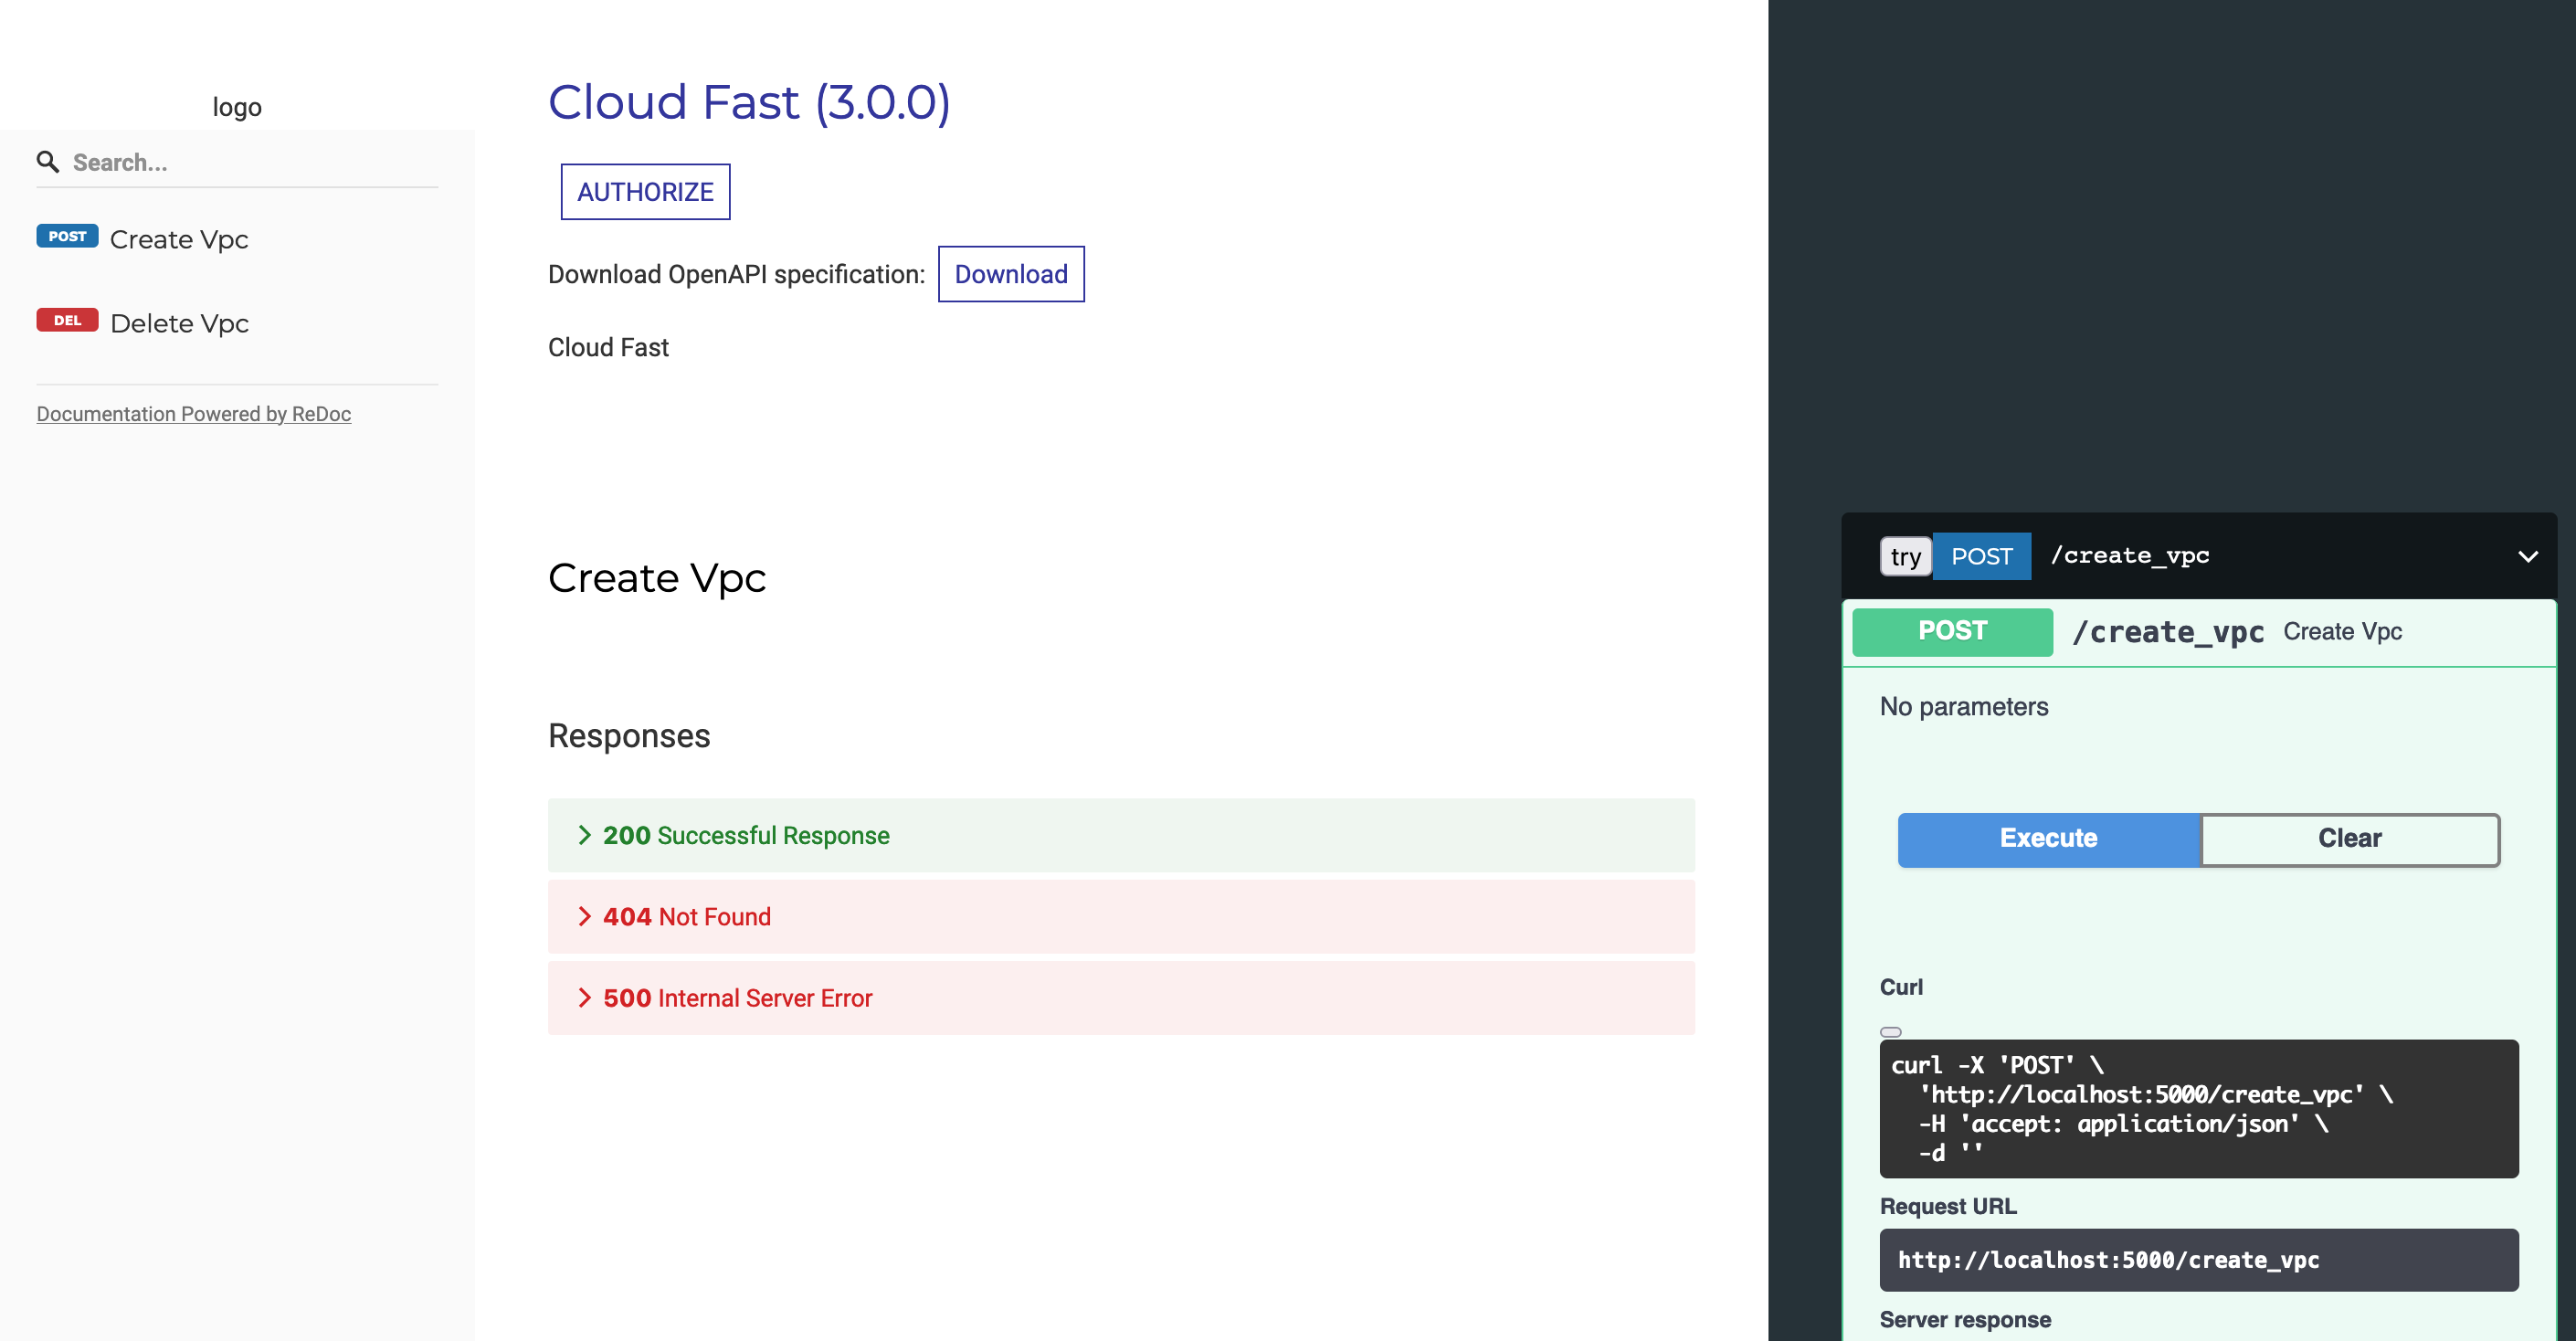 logo
Search...
POST Create Vpc
DEL Delete Vpc
Documentation Powered by ReDoc
Cloud Fast (3.0.0)
AUTHORIZE
Download OpenAPI specification: Download
Cloud Fast
Create Vpc
Responses
200 Successful Response
404 Not Found
500 Internal Server Error
try POST /create_vpc
POST /create_vpc Create Vpc
No parameters
Execute Clear
Curl
curl -X 'POST' \
'http://localhost:5000/create_vpc' \
-H 'accept: application/json' \
-d ''
Request URL
http://localhost:5000/create_vpc
Server response